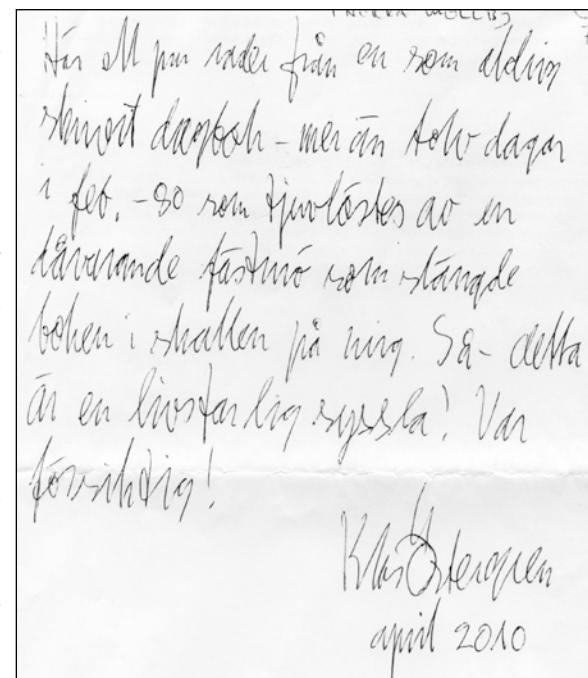 Här ett par rader från en som aldrig
skrivit dagbok – mer än tolv dagar
i feb. -80 som tjuvlästes av en
dåvarande fästmö som slängde
boken i skallen på mig. Så – detta
är en livsfarlig syssla! Var
försiktig!
Klas Östergren
april 2010